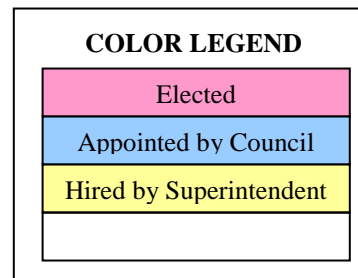 COLOR LEGEND
Elected
Appointed by Council
Hired by Superintendent